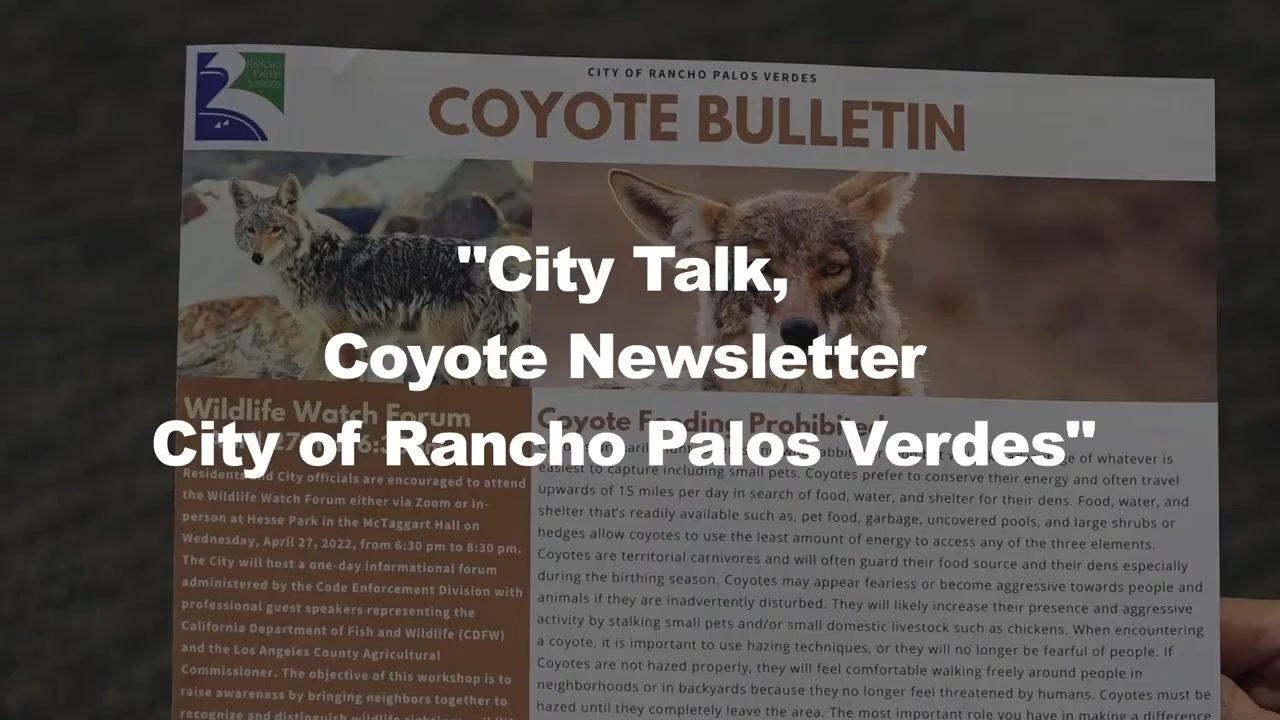 RANCHO
PALOS
VERDES
CITY OF RANCHO PALOS VERDES
COYOTE BULLETIN
"City Talk,
Coyote Newsletter
City of Rancho Palos Verdes"
Wildlife Watch Forum
Residents and City officials are encouraged to attend
the Wildlife Watch Forum either via Zoom or in-
person at Hesse Park in the McTaggart Hall on
Wednesday, April 27, 2022, from 6:30 pm to 8:30 pm.
The City will host a one-day informational forum
administered by the Code Enforcement Division with
professional guest speakers representing the
California Department of Fish and Wildlife (CDFW)
and the Los Angeles County Agricultural
Commissioner. The objective of this workshop is to
raise awareness by bringing neighbors together to
recognize and distinguish wildlife
Coyote Feeding Prohibited
of whatever is
easiest to capture including small pets. Coyotes prefer to conserve their energy and often travel
upwards of 15 miles per day in search of food, water, and shelter for their dens. Food, water, and
shelter that's readily available such as, pet food, garbage, uncovered pools, and large shrubs or
hedges allow coyotes to use the least amount of energy to access any of the three elements.
Coyotes are territorial carnivores and will often guard their food source and their dens especially
during the birthing season. Coyotes may appear fearless or become aggressive towards people and
animals if they are inadvertently disturbed. They will likely increase their presence and aggressive
activity by stalking small pets and/or small domestic livestock such as chickens. When encountering
a coyote, it is important to use hazing techniques, or they will no longer be fearful of people. If
Coyotes are not hazed properly, they will feel comfortable walking freely around people in
neighborhoods or in backyards because they no longer feel threatened by humans. Coyotes must be
hazed until they completely leave the area. The most important role you have in making a difference